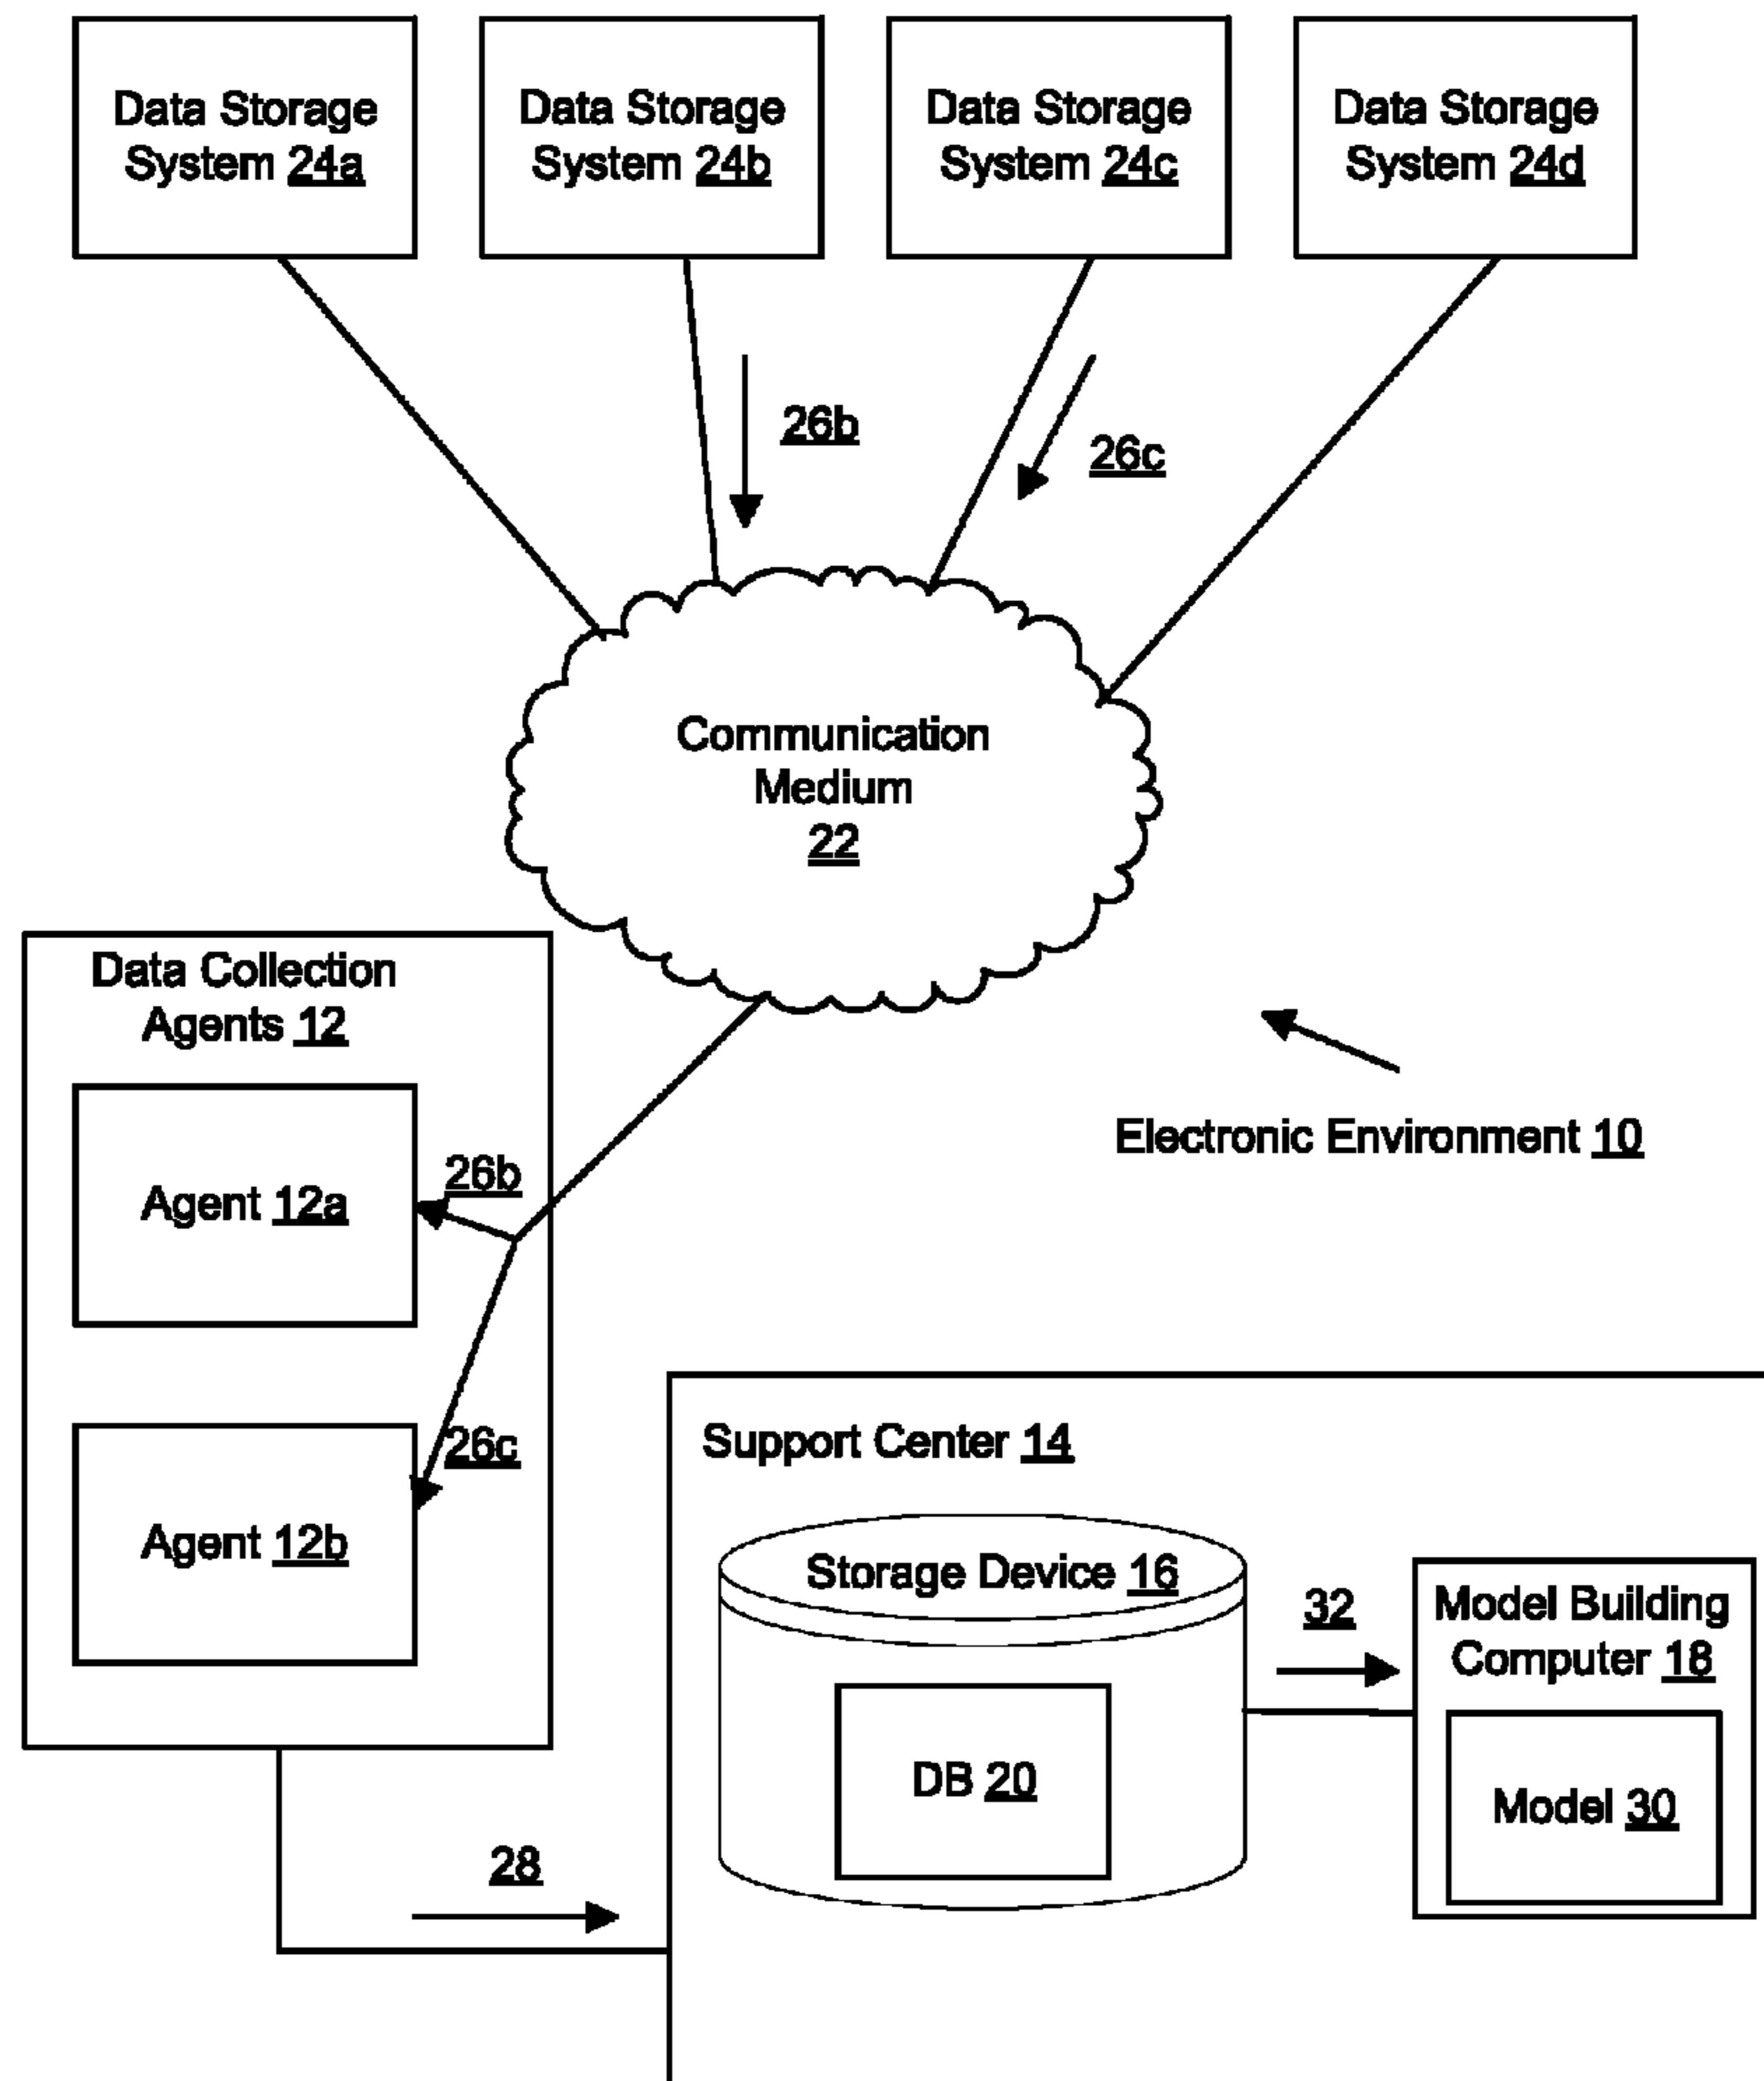 Data Storage
System 24a
Data Storage
System 24b
Data Storage
System 24c
Data Storage
System 24d
26b
26c
Communication
Medium
22
Data Collection
Agents 12
Agent 12a
26b
Electronic Environment 10
26c
Agent 12b
Support Center 14
Storage Device 16
32
Model Building
Computer 18
DB 20
Model 30
28